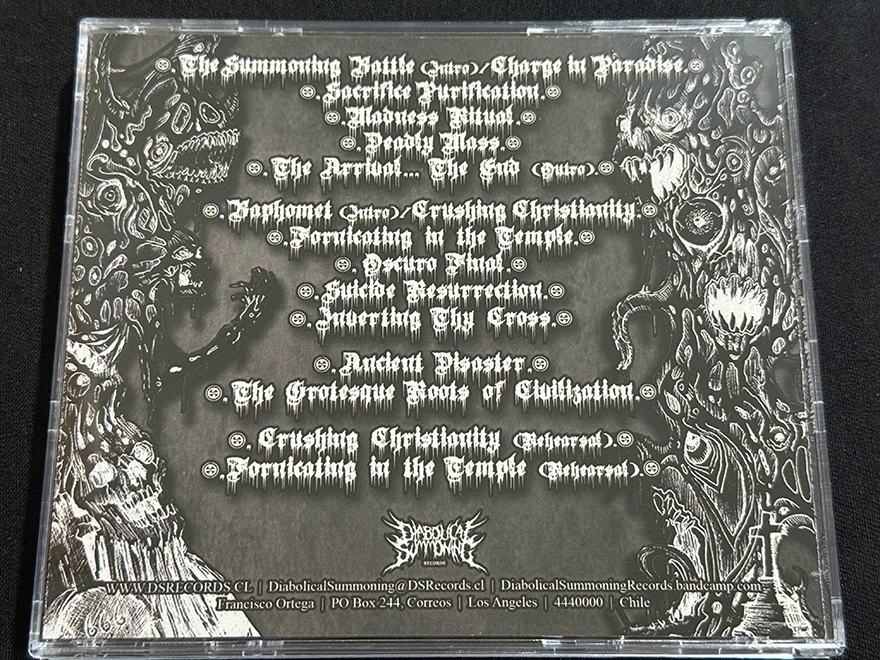 The Summoning Battle (Intro)/Charge in Paradise.
Sacrifice Purification.
Madness Ritual.
Deadly Mass.
The Arrival... The End (Outro).
Baphomet (Intro)/Crushing Christianity.
Fornicating in the Temple.
Oscuro Final.
Suicide Resurrection.
Inverting Thy Cross.
Ancient Disaster.
The Grotesque Roots of Civilization.
Crushing Christianity (Rehearsal).
Fornicating in the Temple (Rehearsal).
DIABOLICAL
SUMMONING
RECORDS
WWW.DSRECORDS.CL | DiabolicalSummoning@DSRecords.cl | DiabolicalSummoningRecords.bandcamp.com
Francisco Ortega | PO Box 244, Correos | Los Angeles | 4440000 | Chile
666